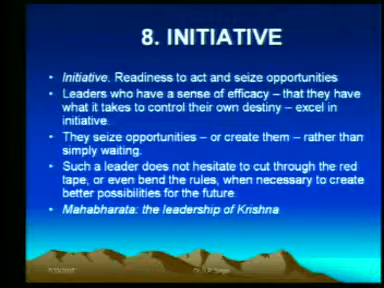 8. INITIATIVE
• Initiative. Readiness to act and seize opportunities
• Leaders who have a sense of efficacy – that they have
what it takes to control their own destiny – excel in
initiative.
• They seize opportunities – or create them – rather than
simply waiting.
• Such a leader does not hesitate to cut through the red
tape, or even bend the rules, when necessary to create
better possibilities for the future
• Mahabharata: the leadership of Krishna